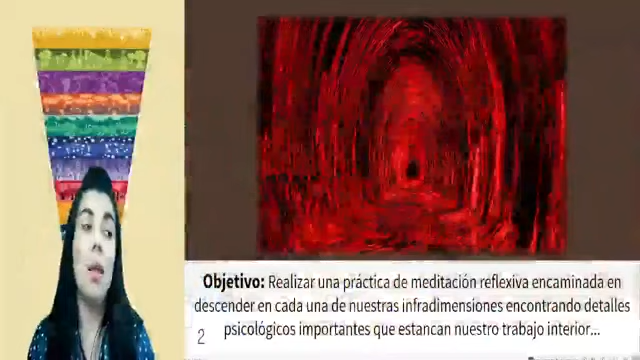 Objetivo: Realizar una práctica de meditación reflexiva encaminada en
descender en cada una de nuestras infradimensiones encontrando detalles
psicológicos importantes que estancan nuestro trabajo interior...
2